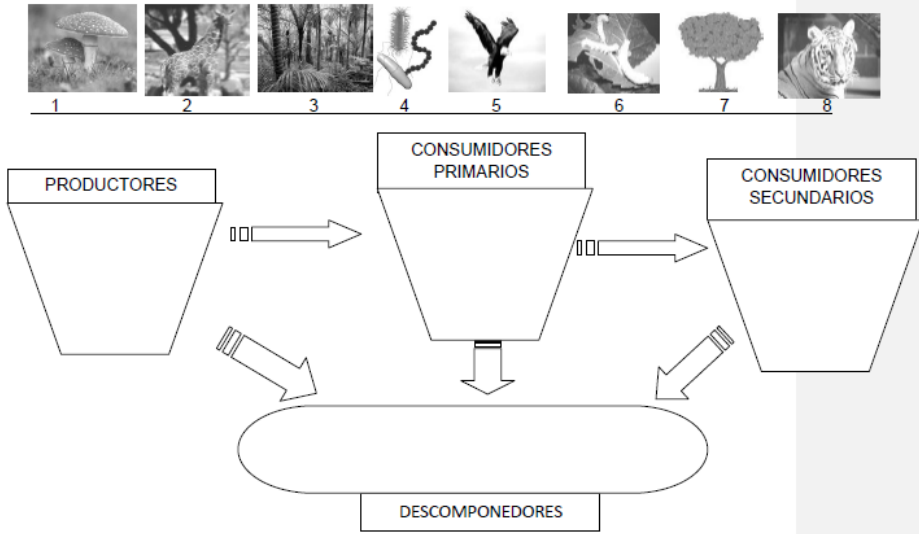 1 2 3 4 5 6 7 8
PRODUCTORES
CONSUMIDORES
PRIMARIOS
CONSUMIDORES
SECUNDARIOS
DESCOMPONEDORES